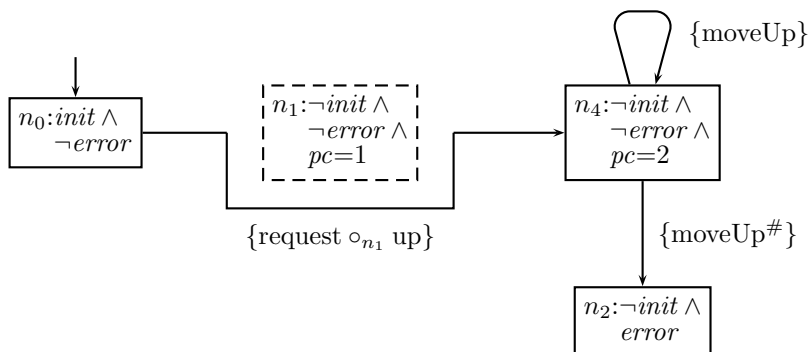 {moveUp}
n₀:init ∧
¬error
n₁:¬init ∧
¬error ∧
pc=1
n₄:¬init ∧
¬error ∧
pc=2
{request ∘ₙ₁ up}
{moveUp#}
n₂:¬init ∧
error